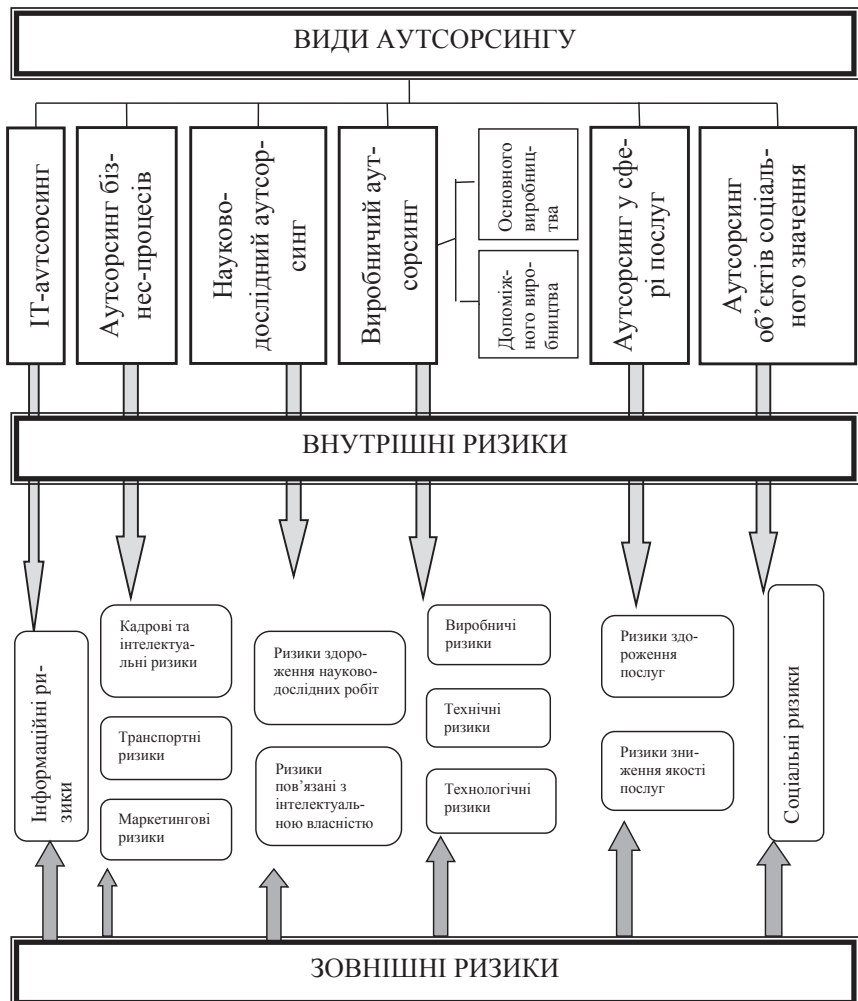 ВИДИ АУТСОРСИНГУ
ІТ-аутсорсинг
Аутсорсинг біз-
нес-процесів
Науково-
дослідний аутсор-
синг
Виробничий аут-
сорсинг
Основного
виробниц-
тва
Допоміж-
ного виро-
бництва
Аутсорсинг у сфе-
рі послуг
Аутсорсинг
об’єктів соціаль-
ного значення
ВНУТРІШНІ РИЗИКИ
Інформаційні ри-
зики
Кадрові та
інтелектуа-
льні ризики
Транспортні
ризики
Маркетингові
ризики
Ризики здоро-
ження науково-
дослідних робіт
Ризики
пов’язані з
інтелектуаль-
ною власністю
Виробничі
ризики
Технічні
ризики
Технологічні
ризики
Ризики здо-
роження
послуг
Ризики зни-
ження якості
послуг
Соціальні ризики
ЗОВНІШНІ РИЗИКИ